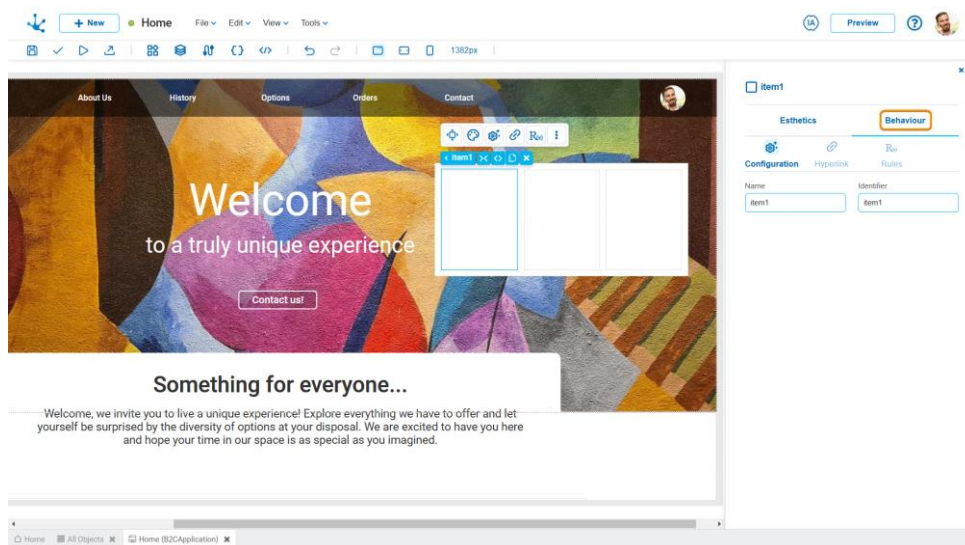 + New
Home
File
Edit
View
Tools
IA
Preview
?
1382px
About Us
History
Options
Orders
Contact
item1
Esthetics
Behaviour
Configuration
Hyperlink
Rules
Name
Identifier
item1
item1
item1
Welcome
to a truly unique experience
Contact us!
Something for everyone...
Welcome, we invite you to live a unique experience! Explore everything we have to offer and let
yourself be surprised by the diversity of options at your disposal. We are excited to have you here
and hope your time in our space is as special as you imagined.
Home
All Objects
Home (B2CApplication)